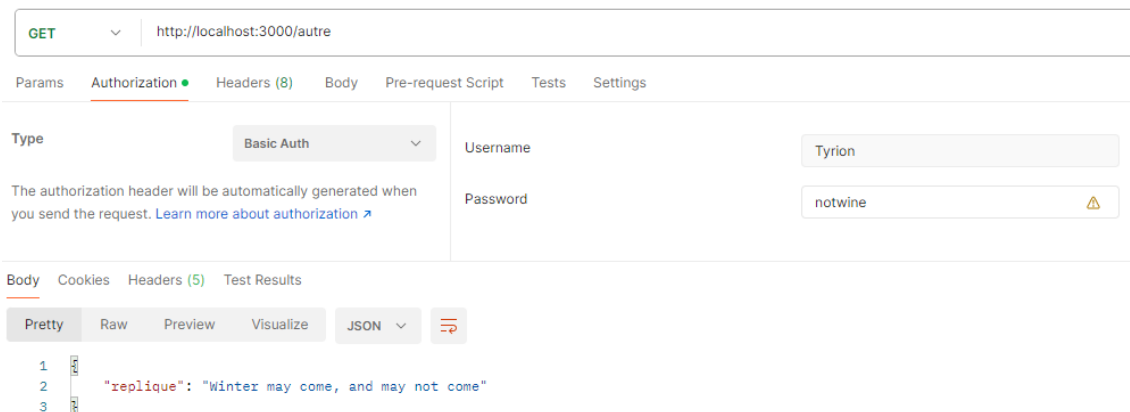 GET http://localhost:3000/autre
Params Authorization Headers (8) Body Pre-request Script Tests Settings
Type Basic Auth
Username Tyrion
The authorization header will be automatically generated when
you send the request. Learn more about authorization ↗
Password notwine
Body Cookies Headers (5) Test Results
Pretty Raw Preview Visualize JSON
1 {
2 "replique": "Winter may come, and may not come"
3 }